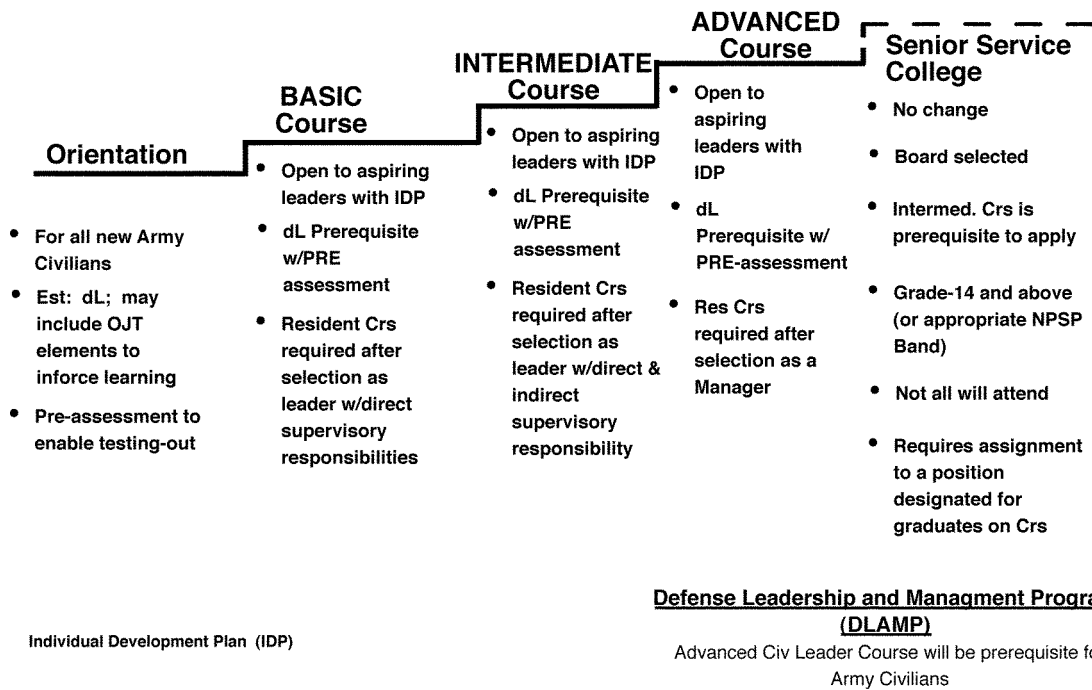 Orientation
For all new Army
Civilians
Est: dL; may
include OJT
elements to
inforce learning
Pre-assessment to
enable testing-out
BASIC
Course
Open to aspiring
leaders with IDP
dL Prerequisite
w/PRE
assessment
Resident Crs
required after
selection as
leader w/direct
supervisory
responsibilities
INTERMEDIATE
Course
Open to aspiring
leaders with IDP
dL Prerequisite
w/PRE
assessment
Resident Crs
required after
selection as
leader w/direct &
indirect
supervisory
responsibility
ADVANCED
Course
Open to
aspiring
leaders with
IDP
dL
Prerequisite w/
PRE-assessment
Res Crs
required after
selection as a
Manager
Senior Service
College
No change
Board selected
Intermed. Crs is
prerequisite to apply
Grade-14 and above
(or appropriate NPSP
Band)
Not all will attend
Requires assignment
to a position
designated for
graduates on Crs
Individual Development Plan (IDP)
Defense Leadership and Managment Progra
(DLAMP)
Advanced Civ Leader Course will be prerequisite fo
Army Civilians